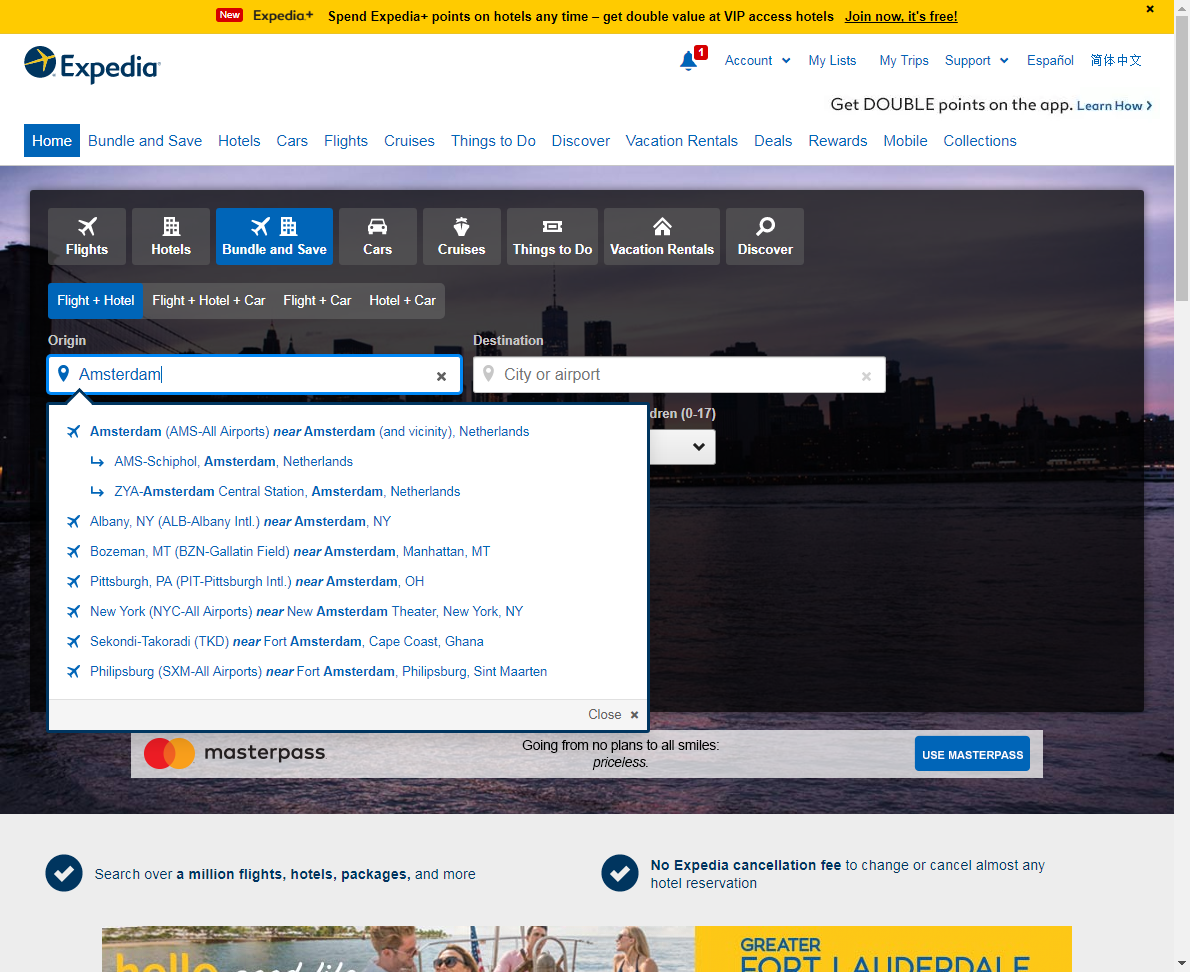 New Expedia+ Spend Expedia+ points on hotels any time – get double value at VIP access hotels Join now, it's free!
Expedia
1 Account My Lists My Trips Support Español 简体中文
Get DOUBLE points on the app. Learn How
Home Bundle and Save Hotels Cars Flights Cruises Things to Do Discover Vacation Rentals Deals Rewards Mobile Collections
Flights Hotels Bundle and Save Cars Cruises Things to Do Vacation Rentals Discover
Flight + Hotel Flight + Hotel + Car Flight + Car Hotel + Car
Origin Destination
Amsterdam City or airport
dren (0-17)
Amsterdam (AMS-All Airports) near Amsterdam (and vicinity), Netherlands
AMS-Schiphol, Amsterdam, Netherlands
ZYA-Amsterdam Central Station, Amsterdam, Netherlands
Albany, NY (ALB-Albany Intl.) near Amsterdam, NY
Bozeman, MT (BZN-Gallatin Field) near Amsterdam, Manhattan, MT
Pittsburgh, PA (PIT-Pittsburgh Intl.) near Amsterdam, OH
New York (NYC-All Airports) near New Amsterdam Theater, New York, NY
Sekondi-Takoradi (TKD) near Fort Amsterdam, Cape Coast, Ghana
Philipsburg (SXM-All Airports) near Fort Amsterdam, Philipsburg, Sint Maarten
Close
masterpass
Going from no plans to all smiles:
priceless.
USE MASTERPASS
Search over a million flights, hotels, packages, and more
No Expedia cancellation fee to change or cancel almost any
hotel reservation
hello good life
GREATER
FORT LAUDERDALE